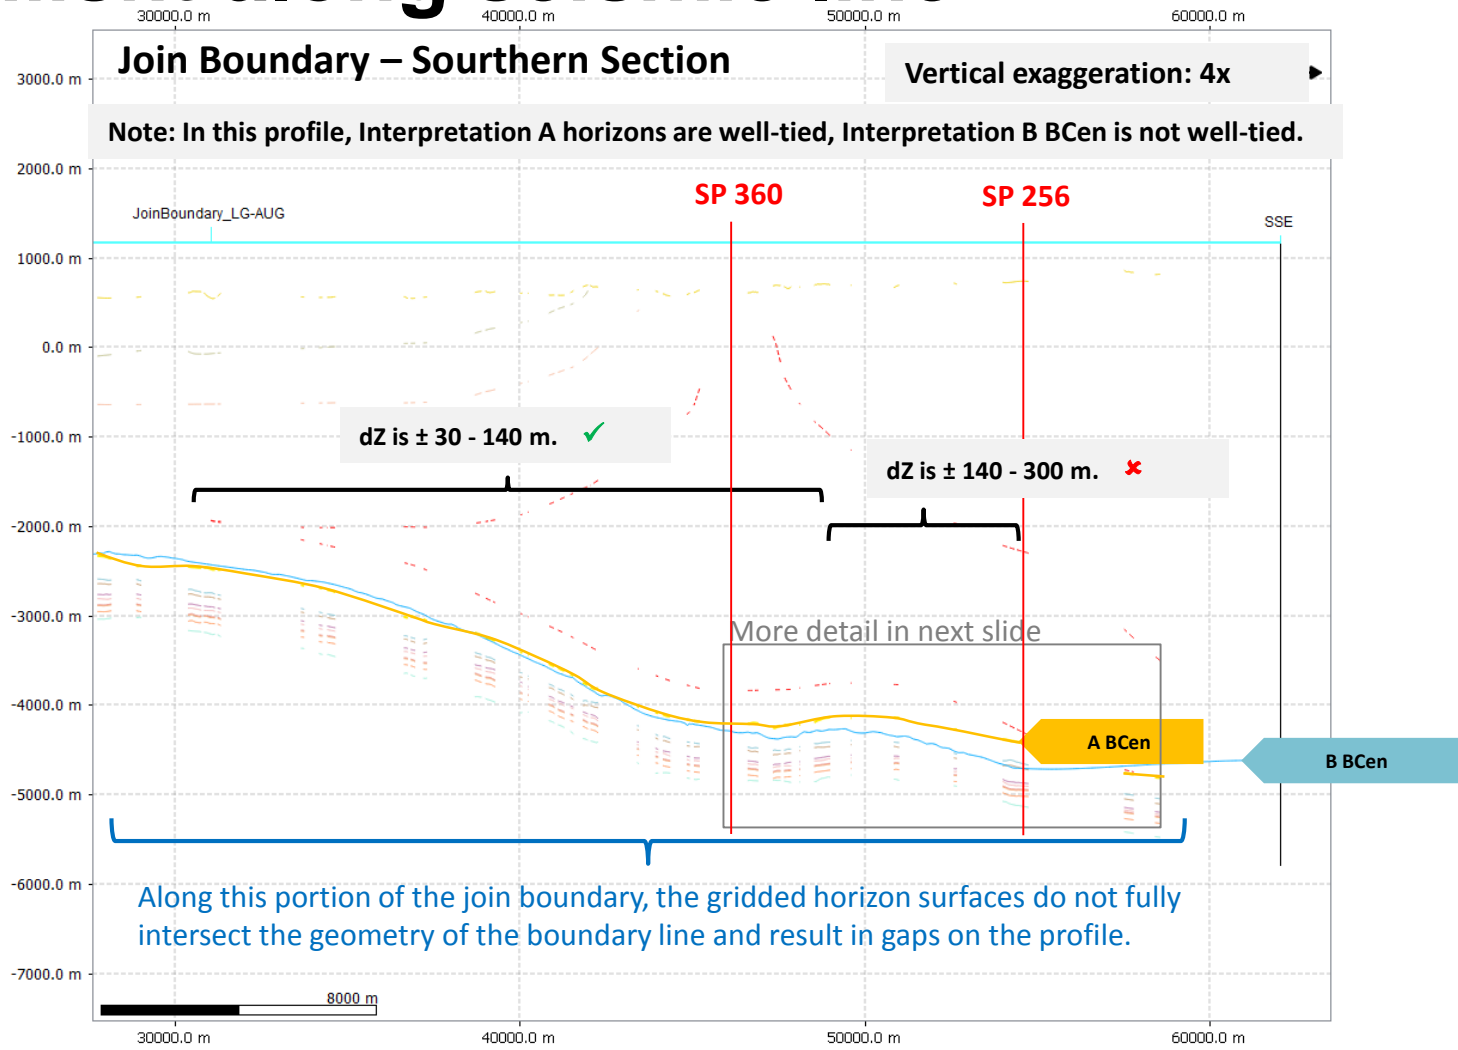 along seismic line
30000.0 m 40000.0 m 50000.0 m 60000.0 m
Join Boundary – Sourthern Section
Vertical exaggeration: 4x
3000.0 m
Note: In this profile, Interpretation A horizons are well-tied, Interpretation B BCen is not well-tied.
2000.0 m
SP 360
SP 256
JoinBoundary_LG-AUG
SSE
1000.0 m
0.0 m
-1000.0 m
dZ is ± 30 - 140 m. ✓
dZ is ± 140 - 300 m. ✘
-2000.0 m
-3000.0 m
More detail in next slide
-4000.0 m
A BCen
B BCen
-5000.0 m
-6000.0 m
Along this portion of the join boundary, the gridded horizon surfaces do not fully
intersect the geometry of the boundary line and result in gaps on the profile.
-7000.0 m
8000 m
30000.0 m 40000.0 m 50000.0 m 60000.0 m